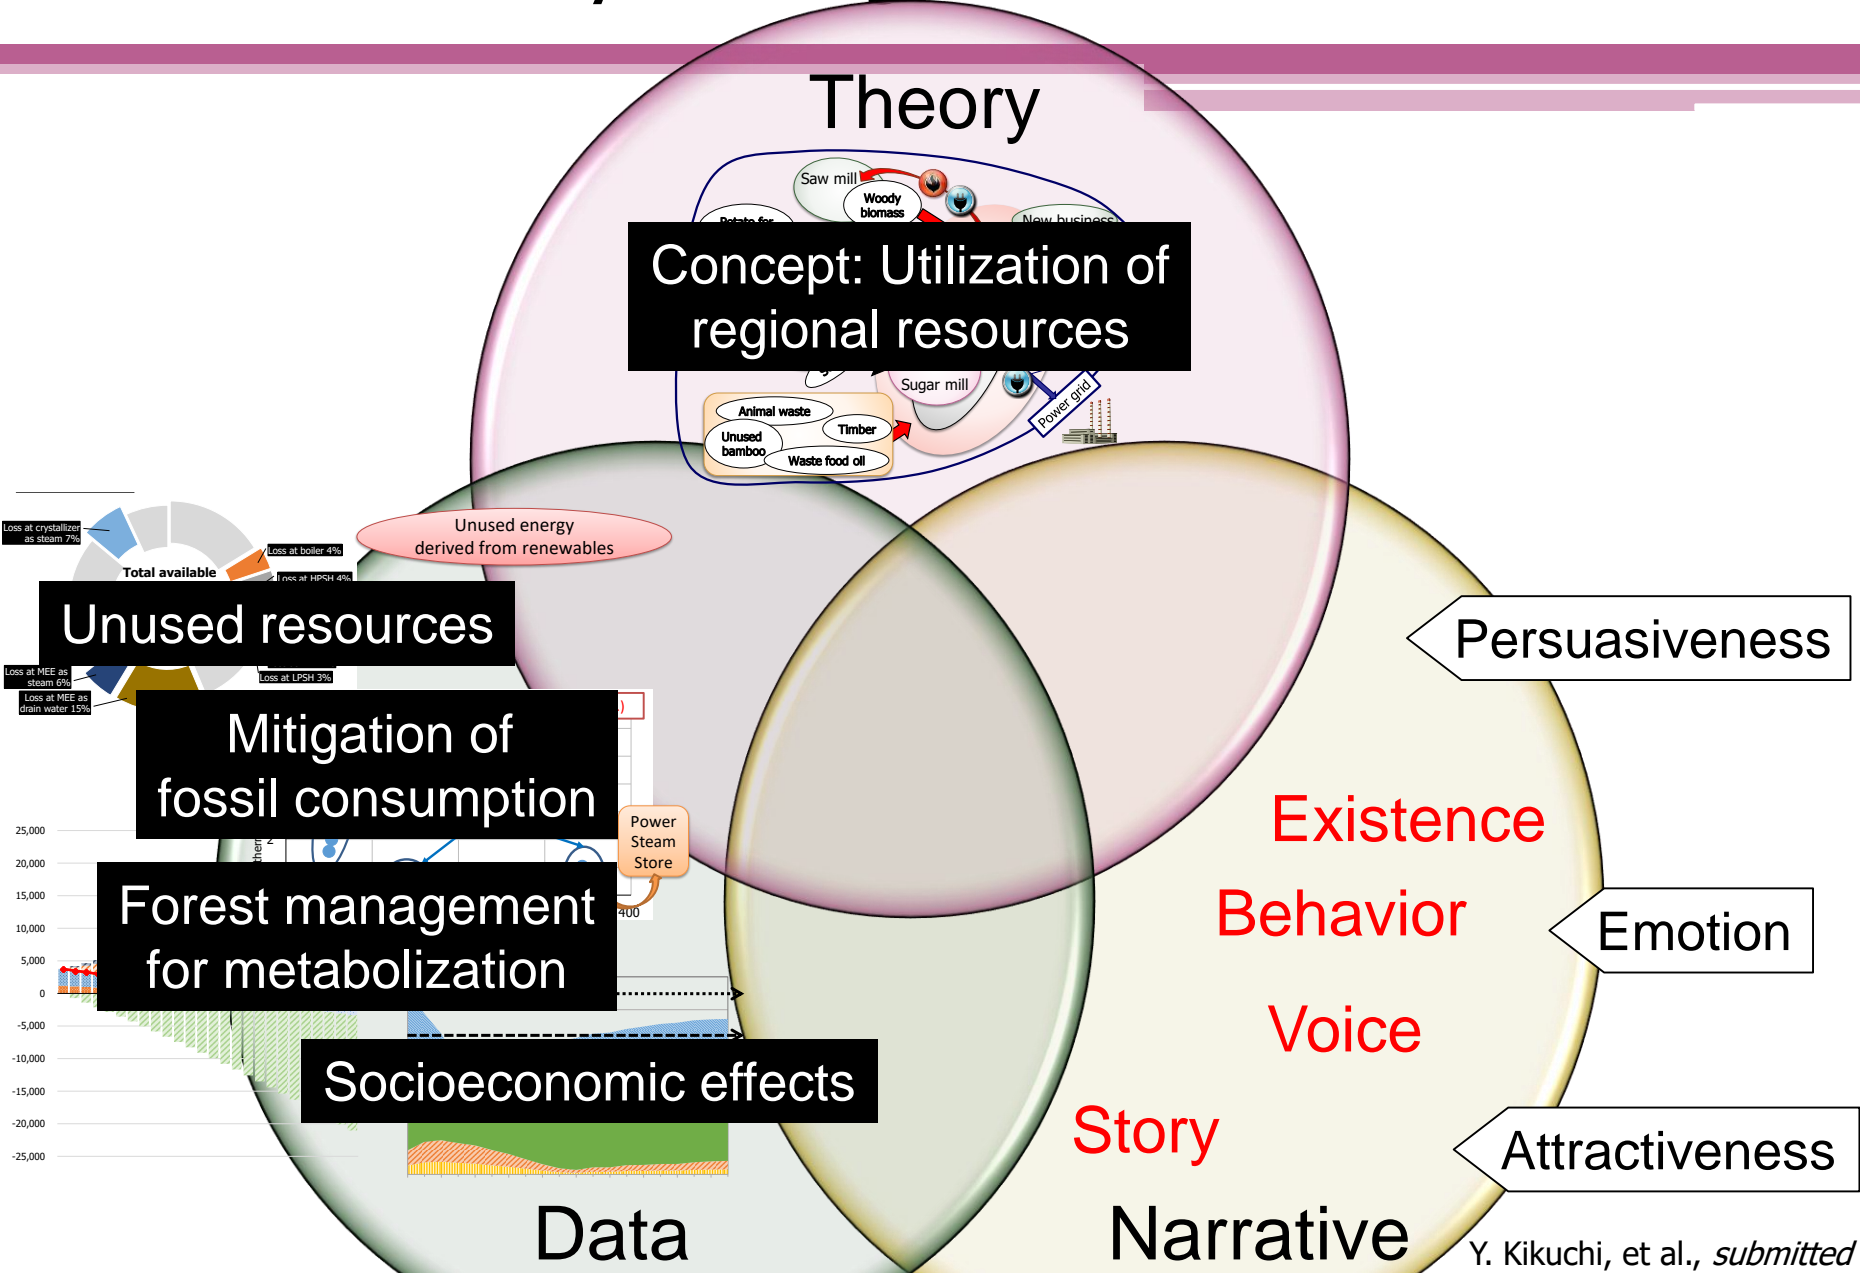 Theory
Saw mill
Woody
biomass
New business
Concept: Utilization of
regional resources
Sugar mill
Power grid
Animal waste
Timber
Unused
bamboo
Waste food oil
Unused energy
derived from renewables
Loss at crystallizer
as steam 7%
Loss at boiler 4%
Total available
Loss at HPSH 4%
Unused resources
Loss at MEE as
steam 6%
Loss at LPSH 3%
Loss at MEE as
drain water 15%
Persuasiveness
Mitigation of
fossil consumption
Power
Steam
Store
400
Existence
Behavior
Emotion
Voice
Story
Attractiveness
Forest management
for metabolization
Socioeconomic effects
25,000
20,000
15,000
10,000
5,000
0
-5,000
-10,000
-15,000
-20,000
-25,000
Data
Narrative
Y. Kikuchi, et al., submitted